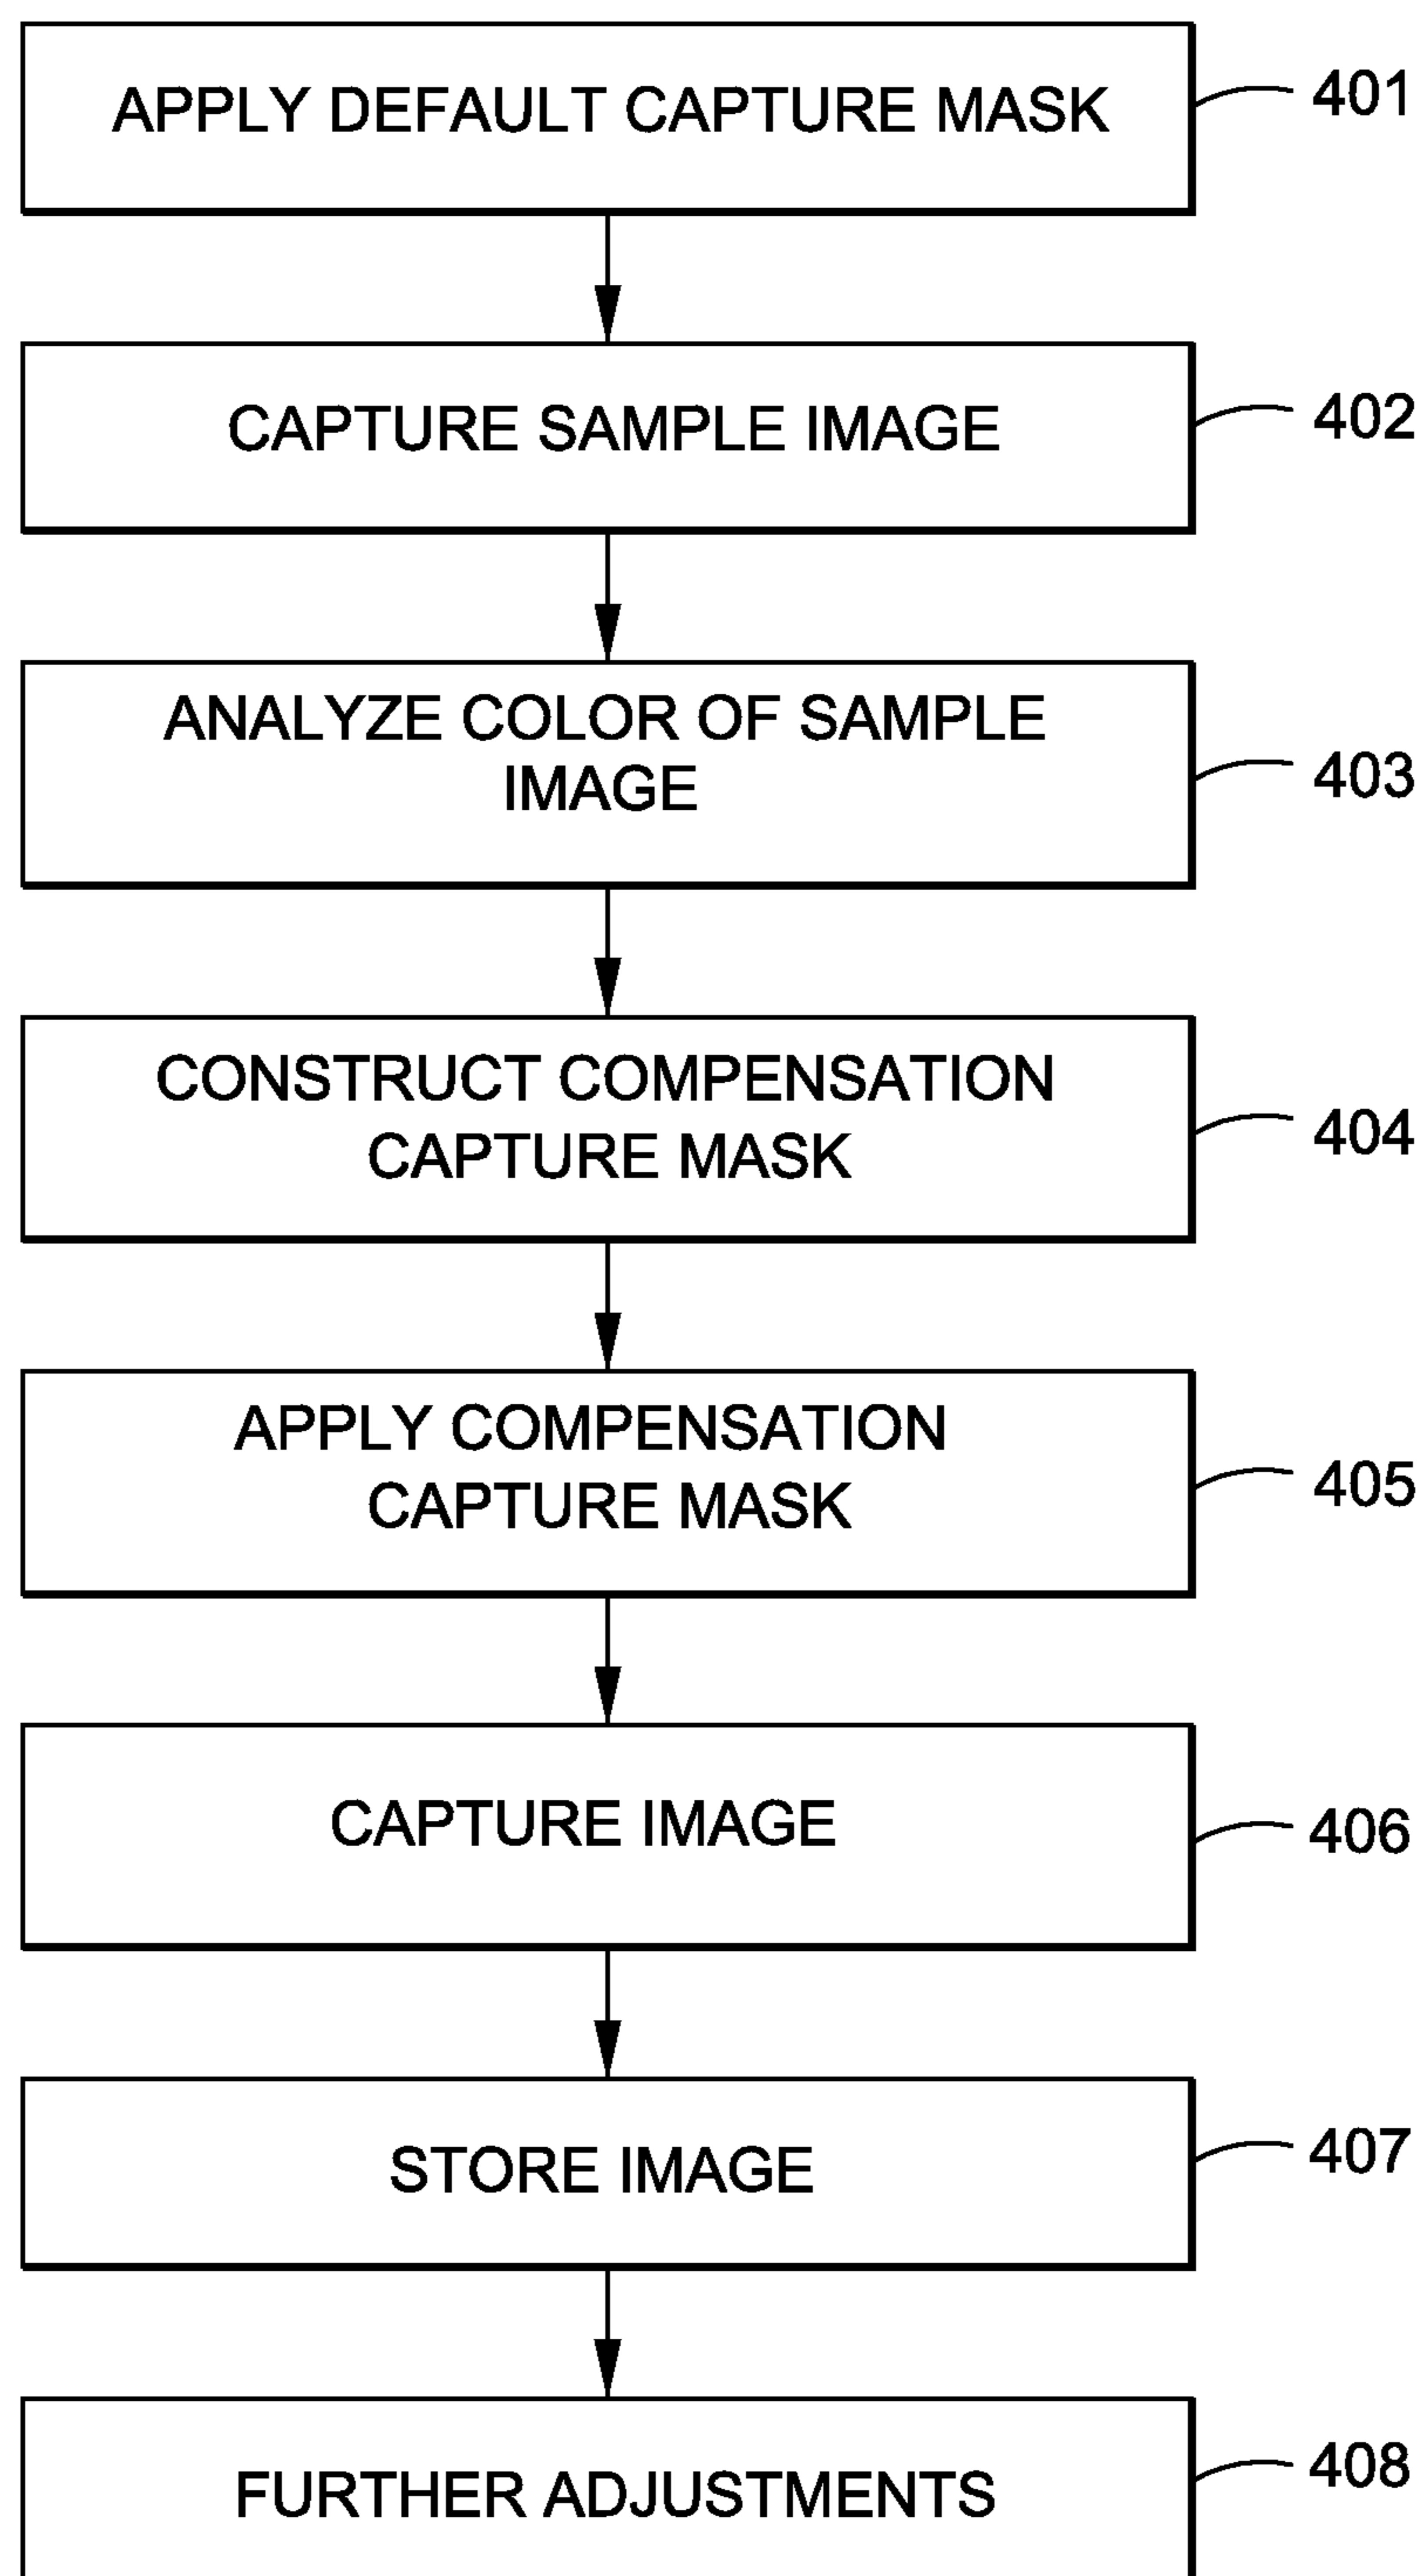 APPLY DEFAULT CAPTURE MASK
401
CAPTURE SAMPLE IMAGE
402
ANALYZE COLOR OF SAMPLE
IMAGE
403
CONSTRUCT COMPENSATION
CAPTURE MASK
404
APPLY COMPENSATION
CAPTURE MASK
405
CAPTURE IMAGE
406
STORE IMAGE
407
FURTHER ADJUSTMENTS
408